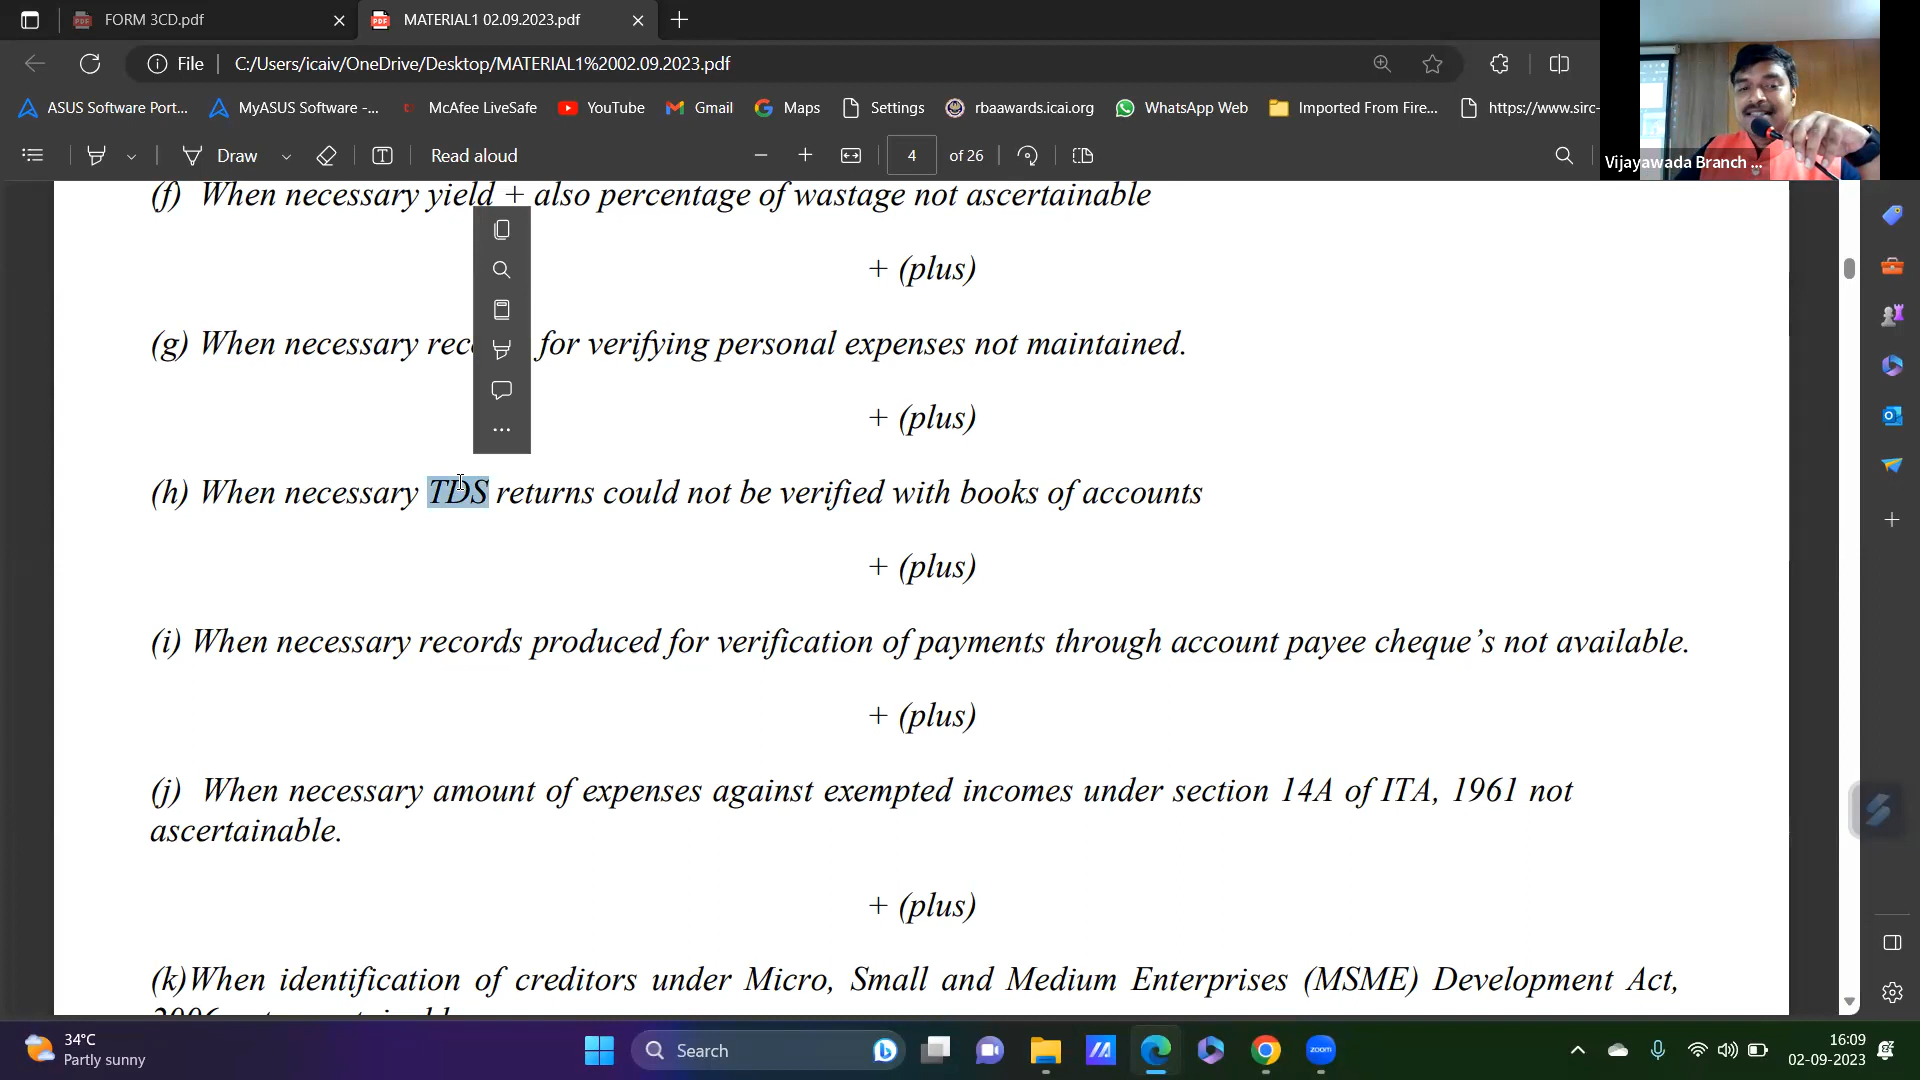 FORM 3CD.pdf
MATERIAL1 02.09.2023.pdf
File
C:/Users/icaiv/OneDrive/Desktop/MATERIAL1%2002.09.2023.pdf
ASUS Software Port...
MyASUS Software -...
McAfee LiveSafe
YouTube
Gmail
Maps
Settings
rbaawards.icai.org
WhatsApp Web
Imported From Fire...
https://www.sirc-
Draw
Read aloud
4
of 26
Vijayawada Branch ...
(f) When necessary yield + also percentage of wastage not ascertainable
+ (plus)
(g) When necessary rec for verifying personal expenses not maintained.
+ (plus)
(h) When necessary TDS returns could not be verified with books of accounts
+ (plus)
(i) When necessary records produced for verification of payments through account payee cheque’s not available.
+ (plus)
(j) When necessary amount of expenses against exempted incomes under section 14A of ITA, 1961 not
ascertainable.
+ (plus)
(k)When identification of creditors under Micro, Small and Medium Enterprises (MSME) Development Act,
34°C
Partly sunny
Search
zoom
16:09
02-09-2023